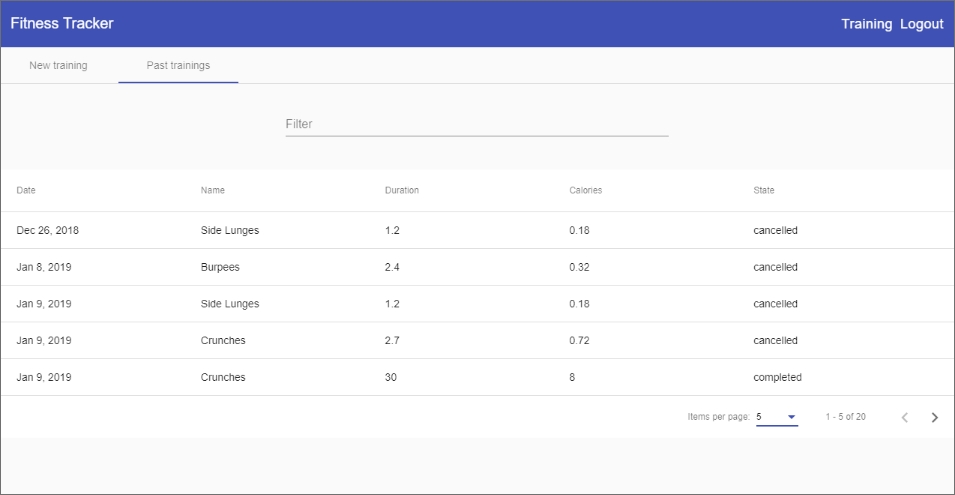 Fitness Tracker Training Logout
New training Past trainings
Filter
Date Name Duration Calories State
Dec 26, 2018 Side Lunges 1.2 0.18 cancelled
Jan 8, 2019 Burpees 2.4 0.32 cancelled
Jan 9, 2019 Side Lunges 1.2 0.18 cancelled
Jan 9, 2019 Crunches 2.7 0.72 cancelled
Jan 9, 2019 Crunches 30 8 completed
Items per page: 5 1 - 5 of 20